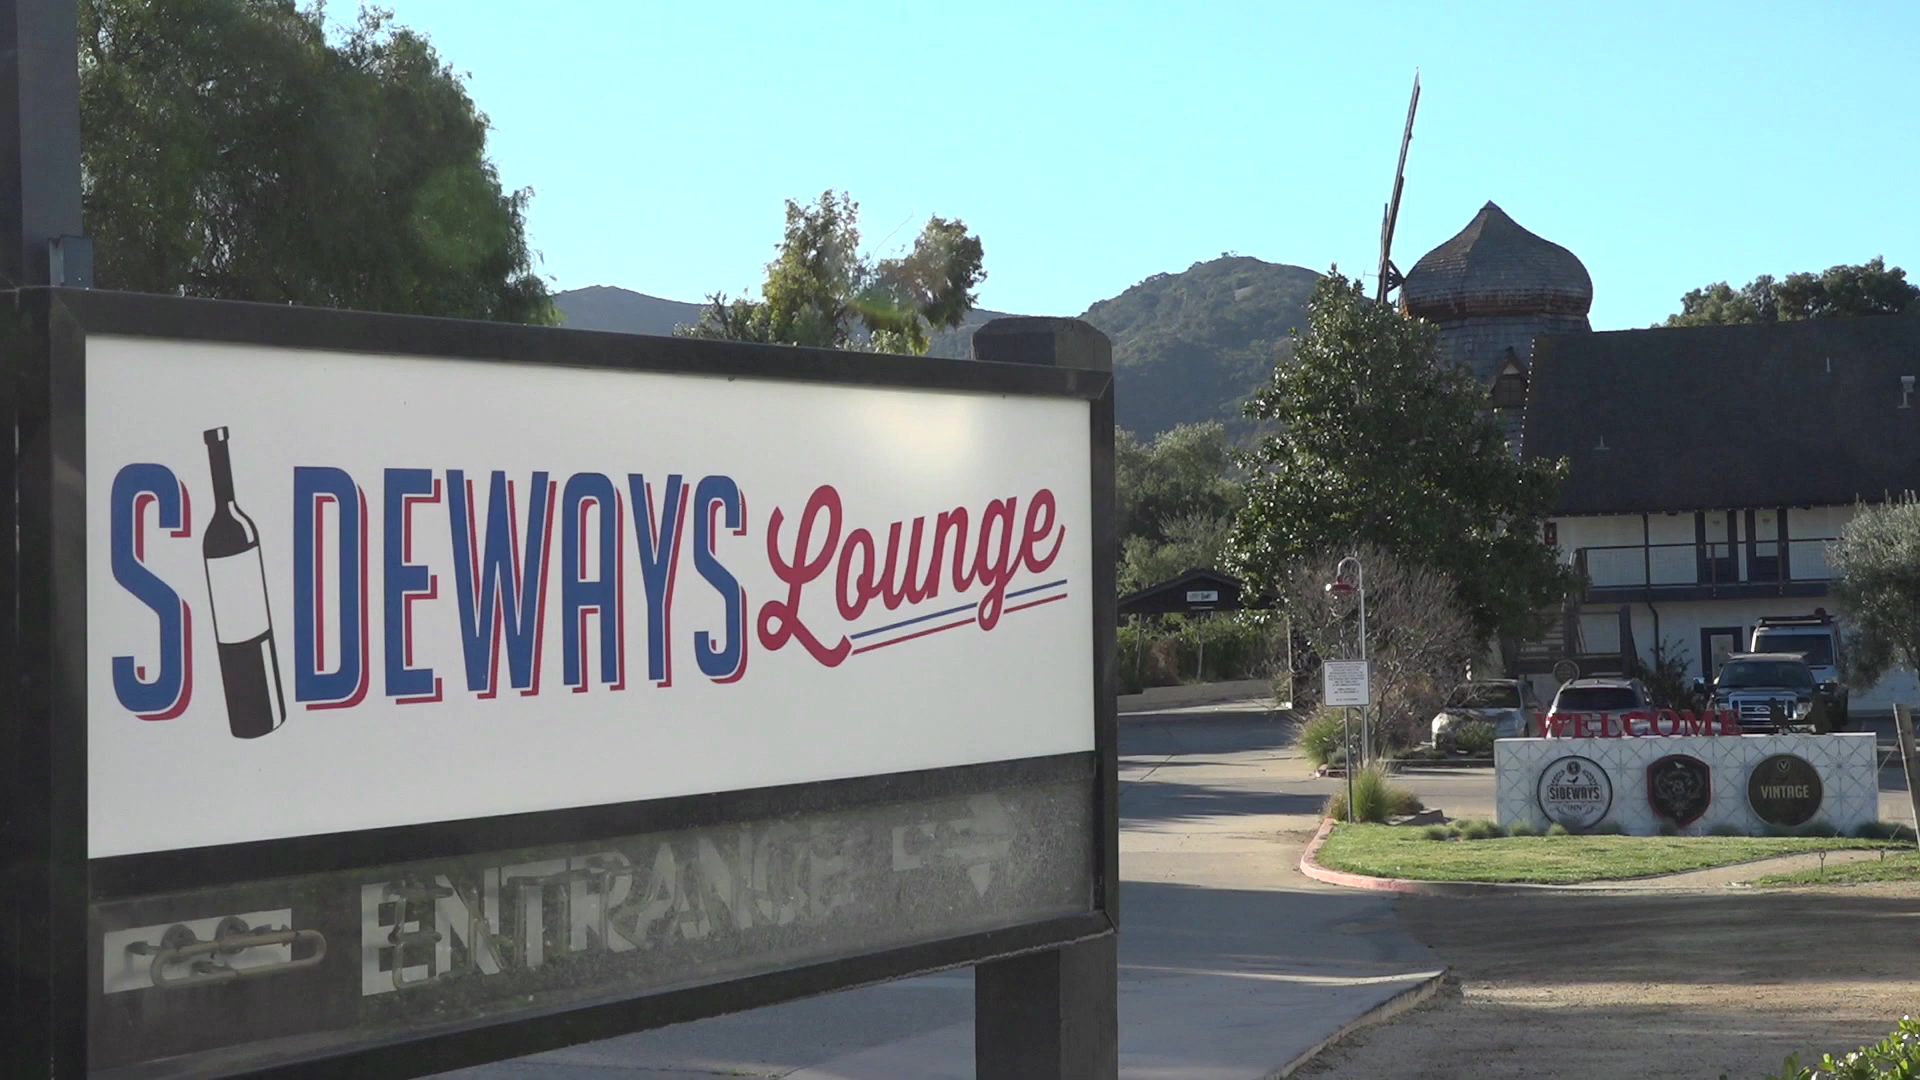 SIDEWAYS Lounge
ENTRANCE
WELCOME
SIDEWAYS
INN
VINTAGE